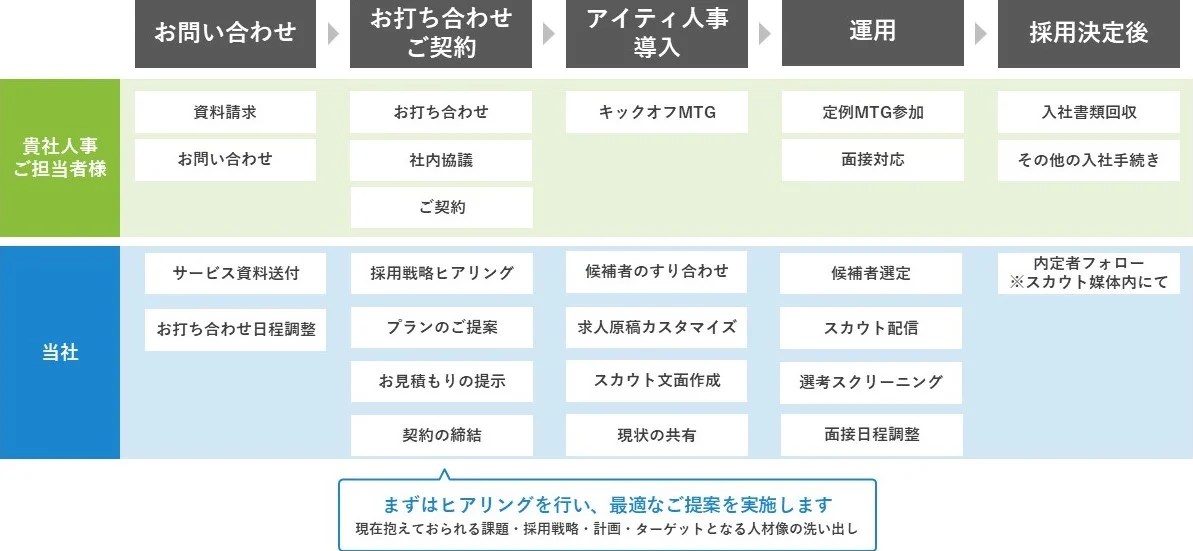 お問い合わせ
お打ち合わせ
ご契約
アイティ人事
導入
運用
採用決定後
貴社人事
ご担当者様
資料請求
お問い合わせ
お打ち合わせ
社内協議
ご契約
キックオフMTG
定例MTG参加
面接対応
入社書類回収
その他の入社手続き
当社
サービス資料送付
お打ち合わせ日程調整
採用戦略ヒアリング
プランのご提案
お見積もりの提示
契約の締結
候補者のすり合わせ
求人原稿カスタマイズ
スカウト文面作成
現状の共有
候補者選定
スカウト配信
選考スクリーニング
面接日程調整
内定者フォロー
※スカウト媒体内にて
まずはヒアリングを行い、最適なご提案を実施します
現在抱えておられる課題・採用戦略・計画・ターゲットとなる人材像の洗い出し